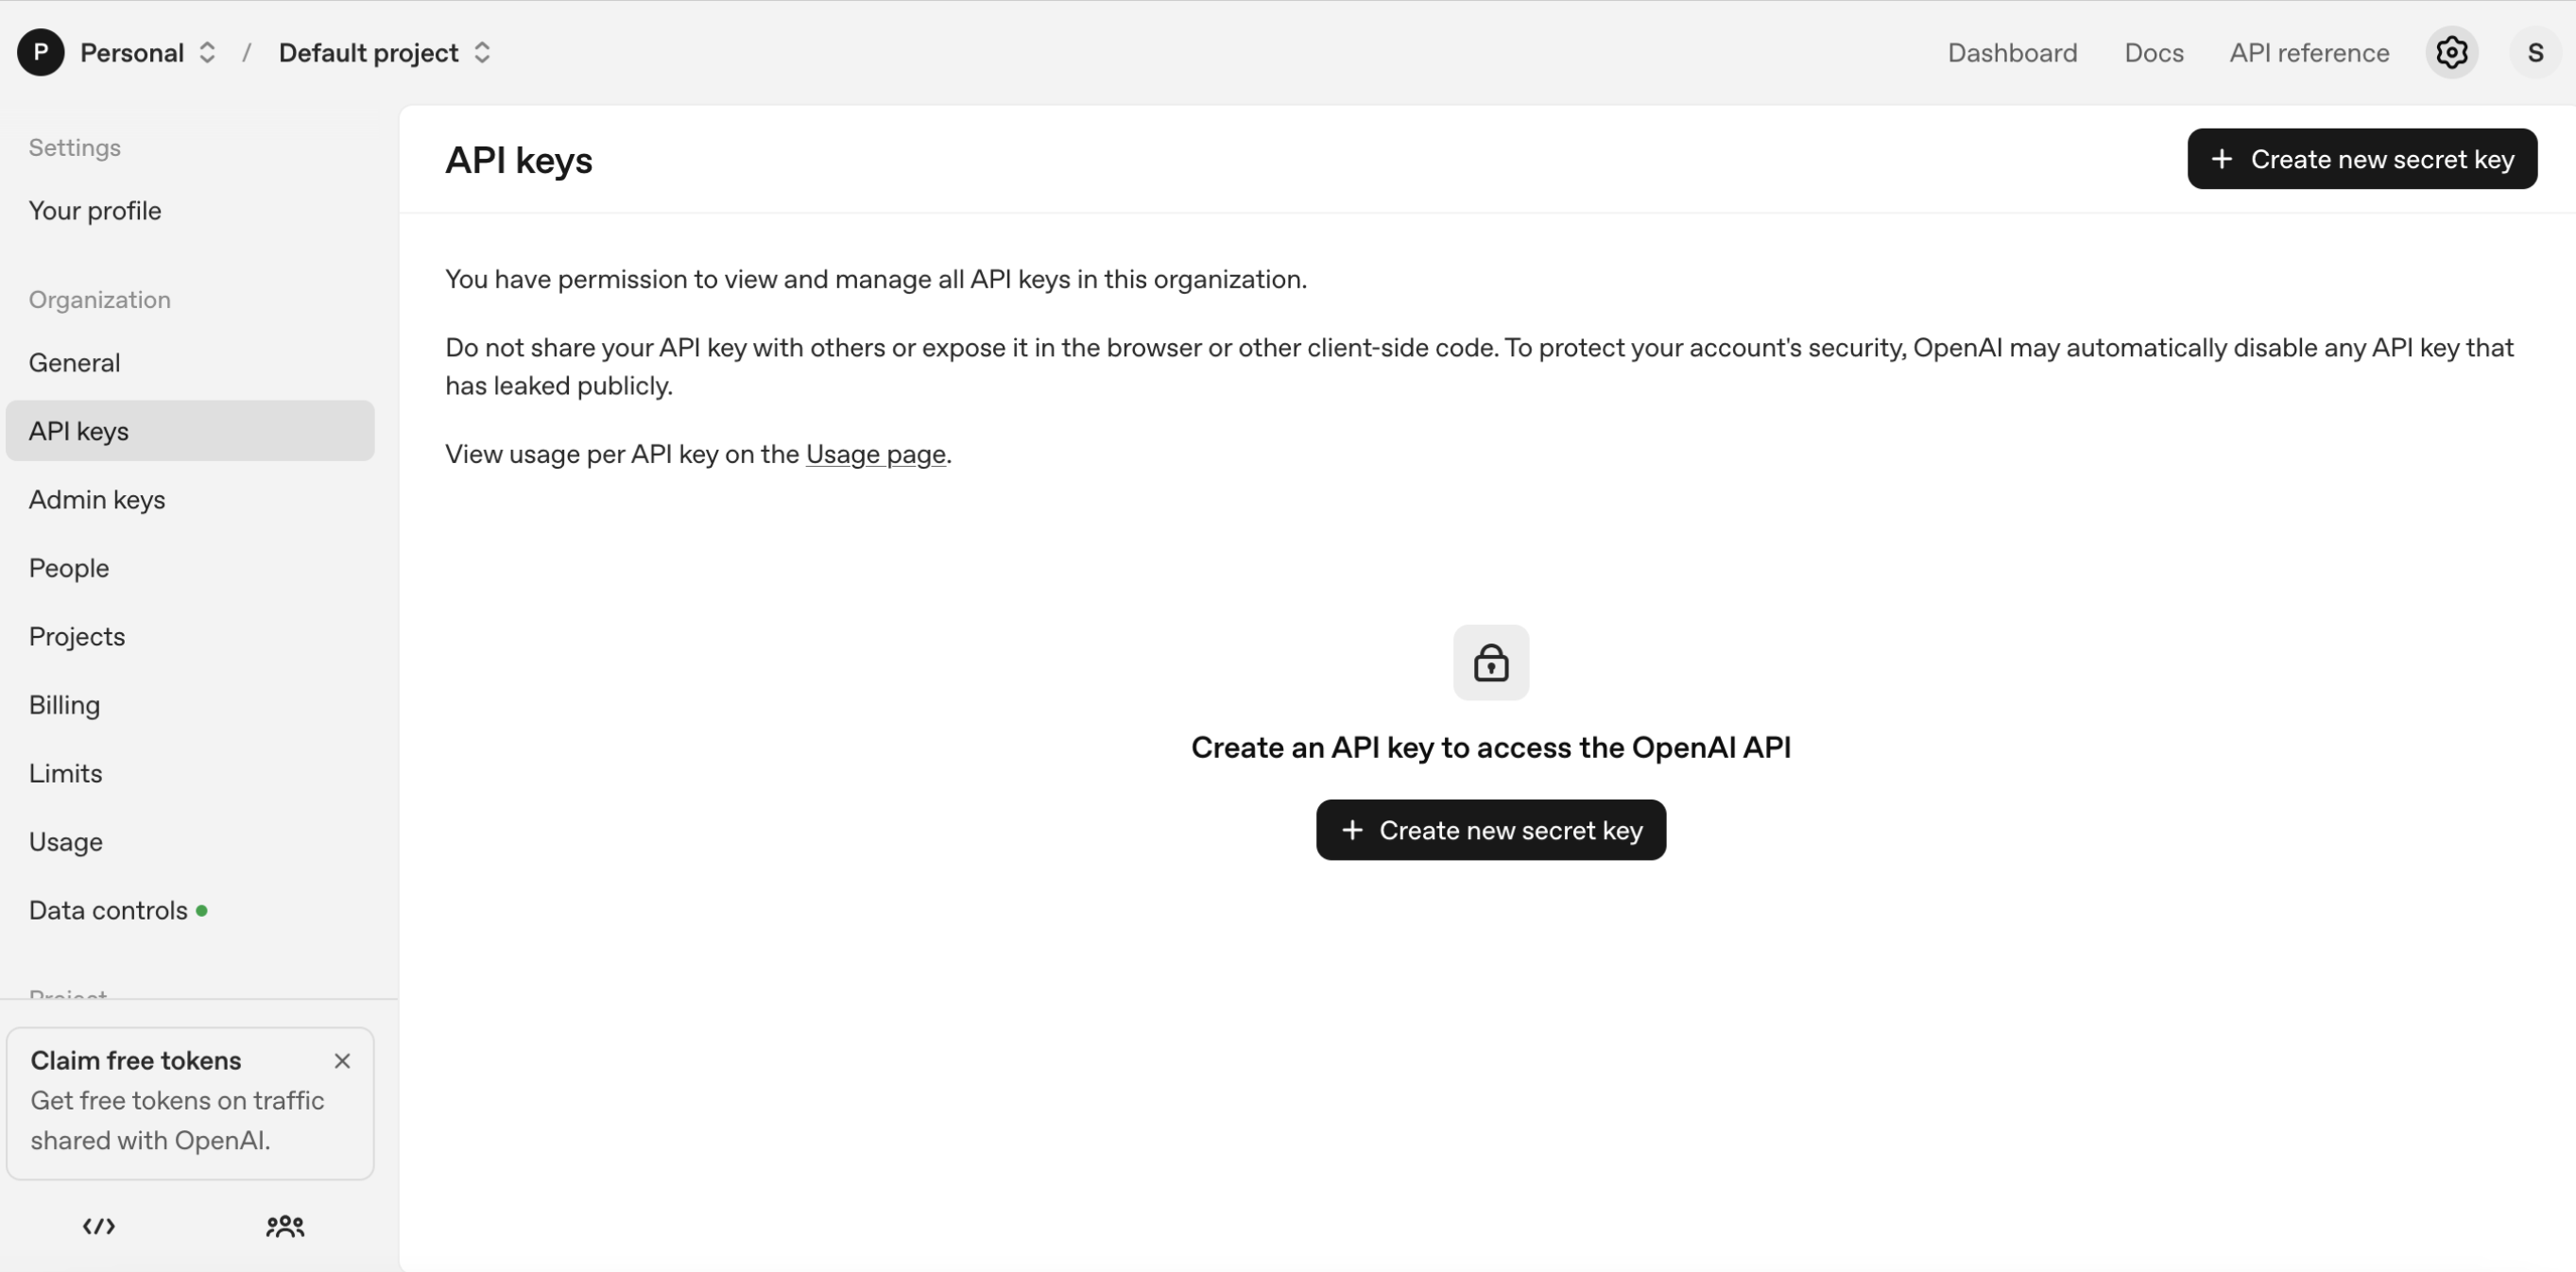 P Personal / Default project
Dashboard Docs API reference S
Settings
Your profile
Organization
General
API keys
Admin keys
People
Projects
Billing
Limits
Usage
Data controls
Project
Claim free tokens
Get free tokens on traffic
shared with OpenAI.
API keys
+ Create new secret key
You have permission to view and manage all API keys in this organization.
Do not share your API key with others or expose it in the browser or other client-side code. To protect your account's security, OpenAI may automatically disable any API key that
has leaked publicly.
View usage per API key on the Usage page.
Create an API key to access the OpenAI API
+ Create new secret key